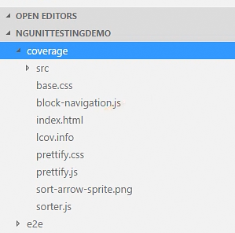 OPEN EDITORS
NGUNITTESTINGDEMO
coverage
src
base.css
block-navigation.js
index.html
lcov.info
prettify.css
prettify.js
sort-arrow-sprite.png
sorter.js
e2e